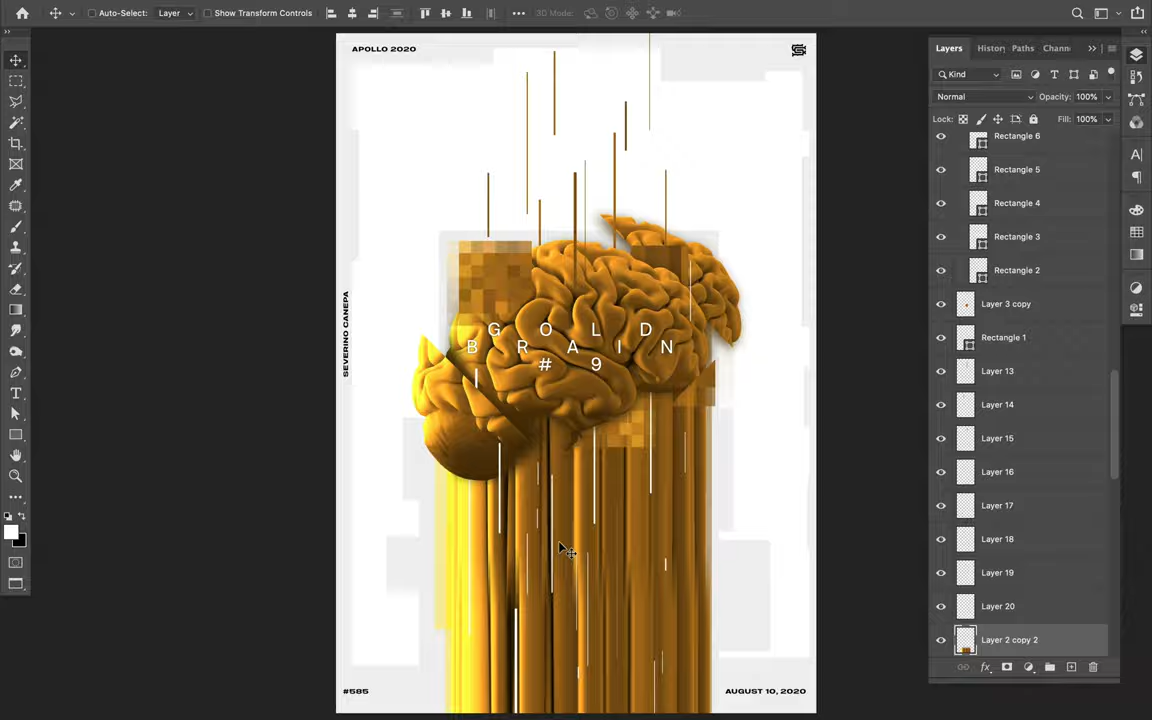 Auto-Select:
Layer
Show Transform Controls
3D Mode:
APOLLO 2020
SEVERINO CANEPA
G O L D
B R A I N
# 9
#585
AUGUST 10, 2020
Layers
Histor
Paths
Chann
Kind
Normal
Opacity: 100%
Lock:
Fill: 100%
Rectangle 6
Rectangle 5
Rectangle 4
Rectangle 3
Rectangle 2
Layer 3 copy
Rectangle 1
Layer 13
Layer 14
Layer 15
Layer 16
Layer 17
Layer 18
Layer 19
Layer 20
Layer 2 copy 2